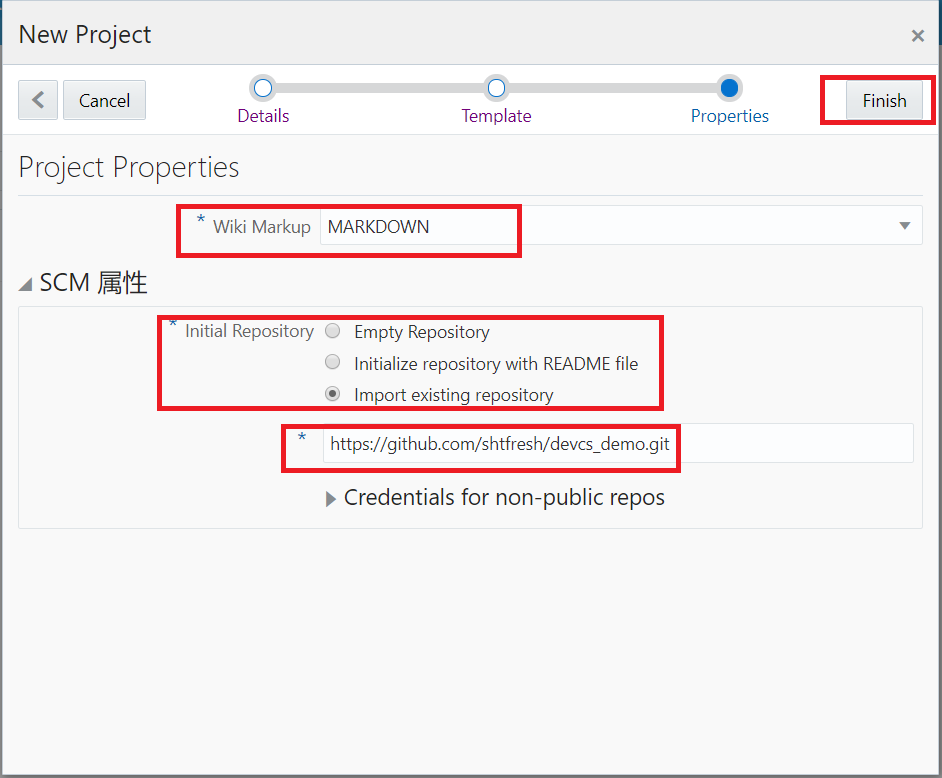 New Project
Cancel
Details
Template
Properties
Finish
Project Properties
* Wiki Markup MARKDOWN
SCM 属性
* Initial Repository Empty Repository
Initialize repository with README file
Import existing repository
* https://github.com/shtfresh/devcs_demo.git
Credentials for non-public repos